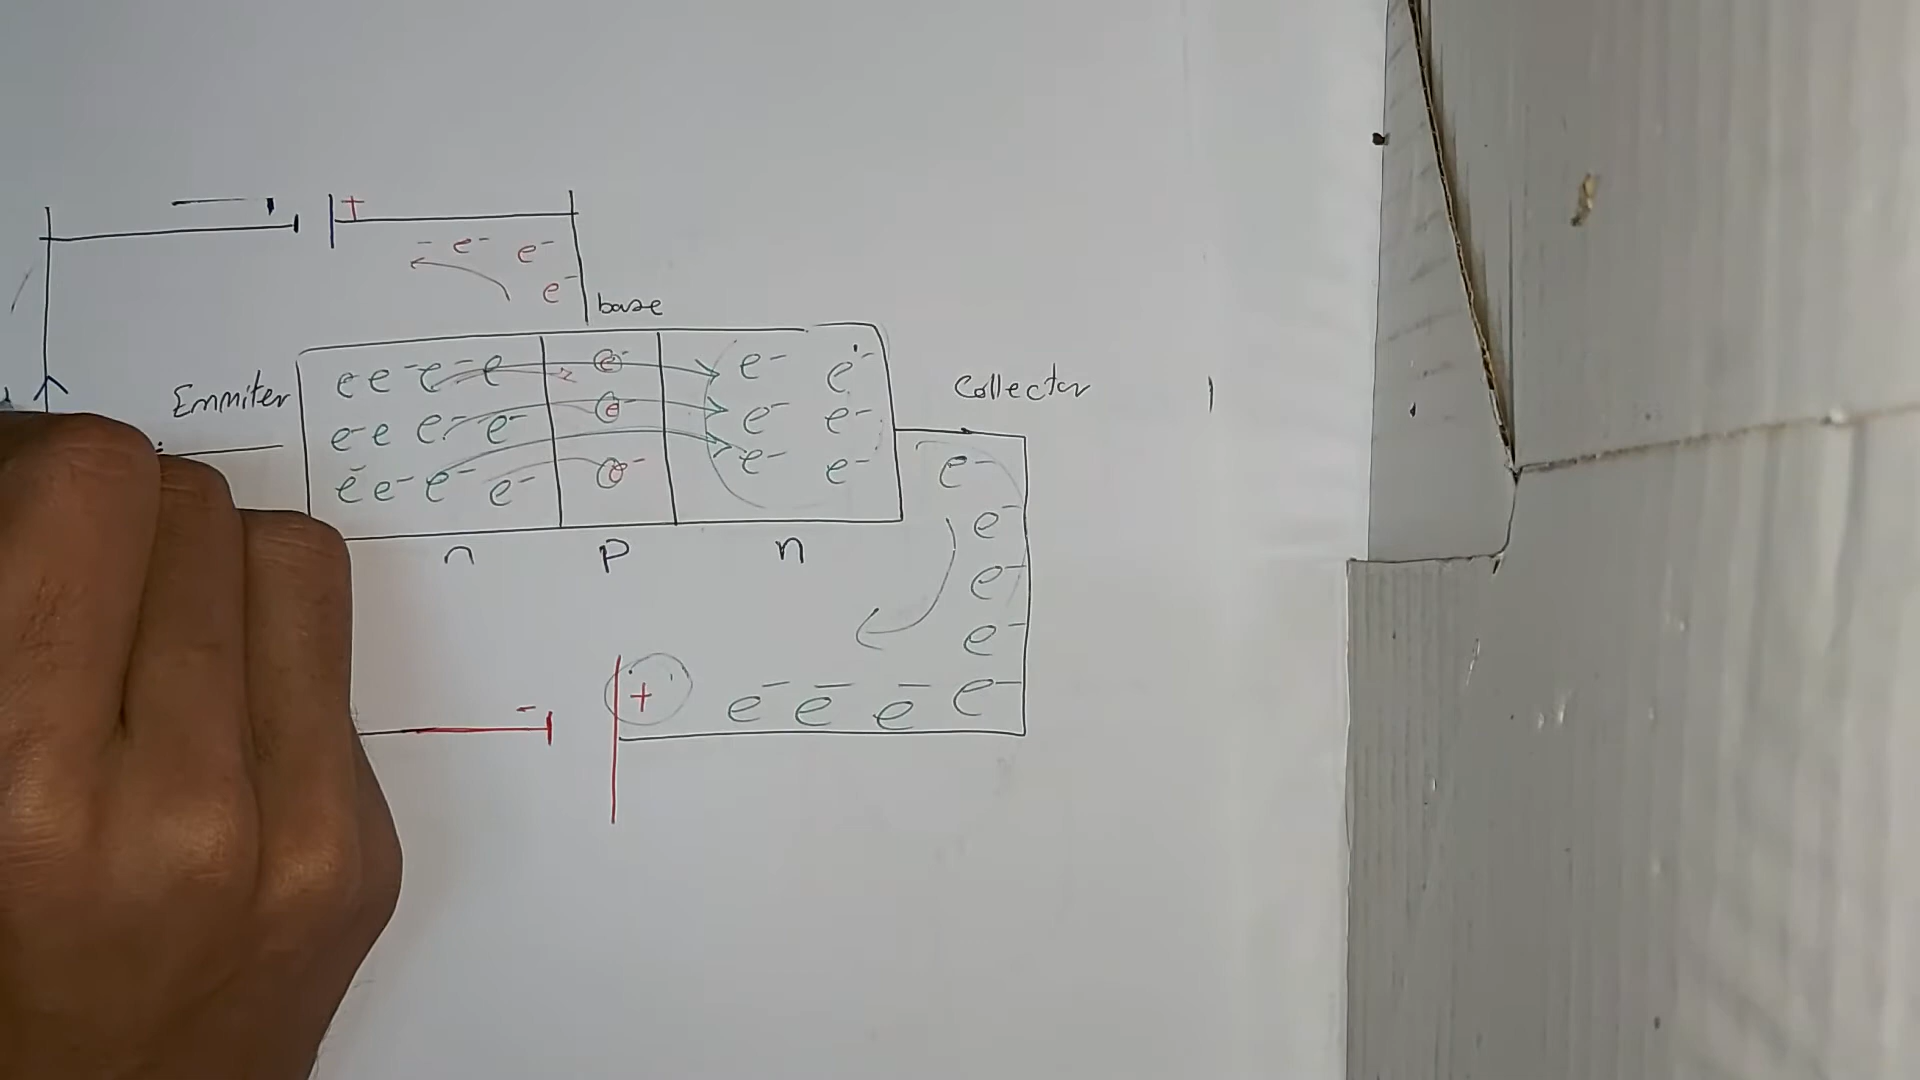 +
- e- e-
e-
base
e e- e- e e- e- e-
Emmiter
Collector
e- e e- e- e- e- e-
e e- e- e- e- e- e-
e-
n p n
e-
e-
e-
- + e- e- e- e-